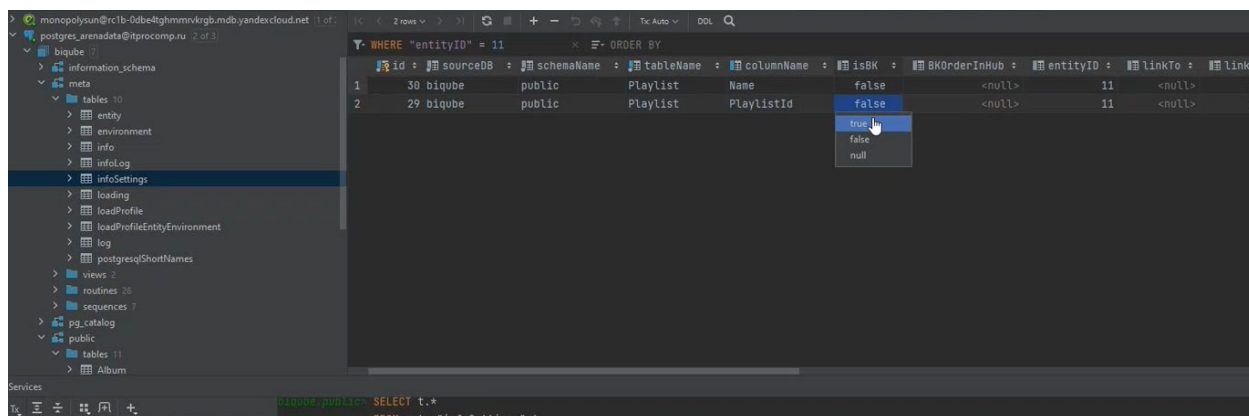 monopolysun@rc1b-0dbe4tghmmrvkrgb.mdb.yandexcloud.net 1 of
2 rows Tx: Auto DDL
postgres_arenadata@itprocomp.ru 2 of 3
WHERE "entityID" = 11 ORDER BY
biqube 7
information_schema
id sourceDB schemaName tableName columnName isBK BKOrderInHub entityID linkTo link
meta
1 30 biqube public Playlist Name false <null> 11 <null>
tables 10
2 29 biqube public Playlist PlaylistId false <null> 11 <null>
entity
true
environment
false
info
null
infoLog
infoSettings
loading
loadProfile
loadProfileEntityEnvironment
log
postgresqlShortNames
views 2
routines 26
sequences 7
pg_catalog
public
tables 11
Album
Services
Tx
biqube.public> SELECT t.*